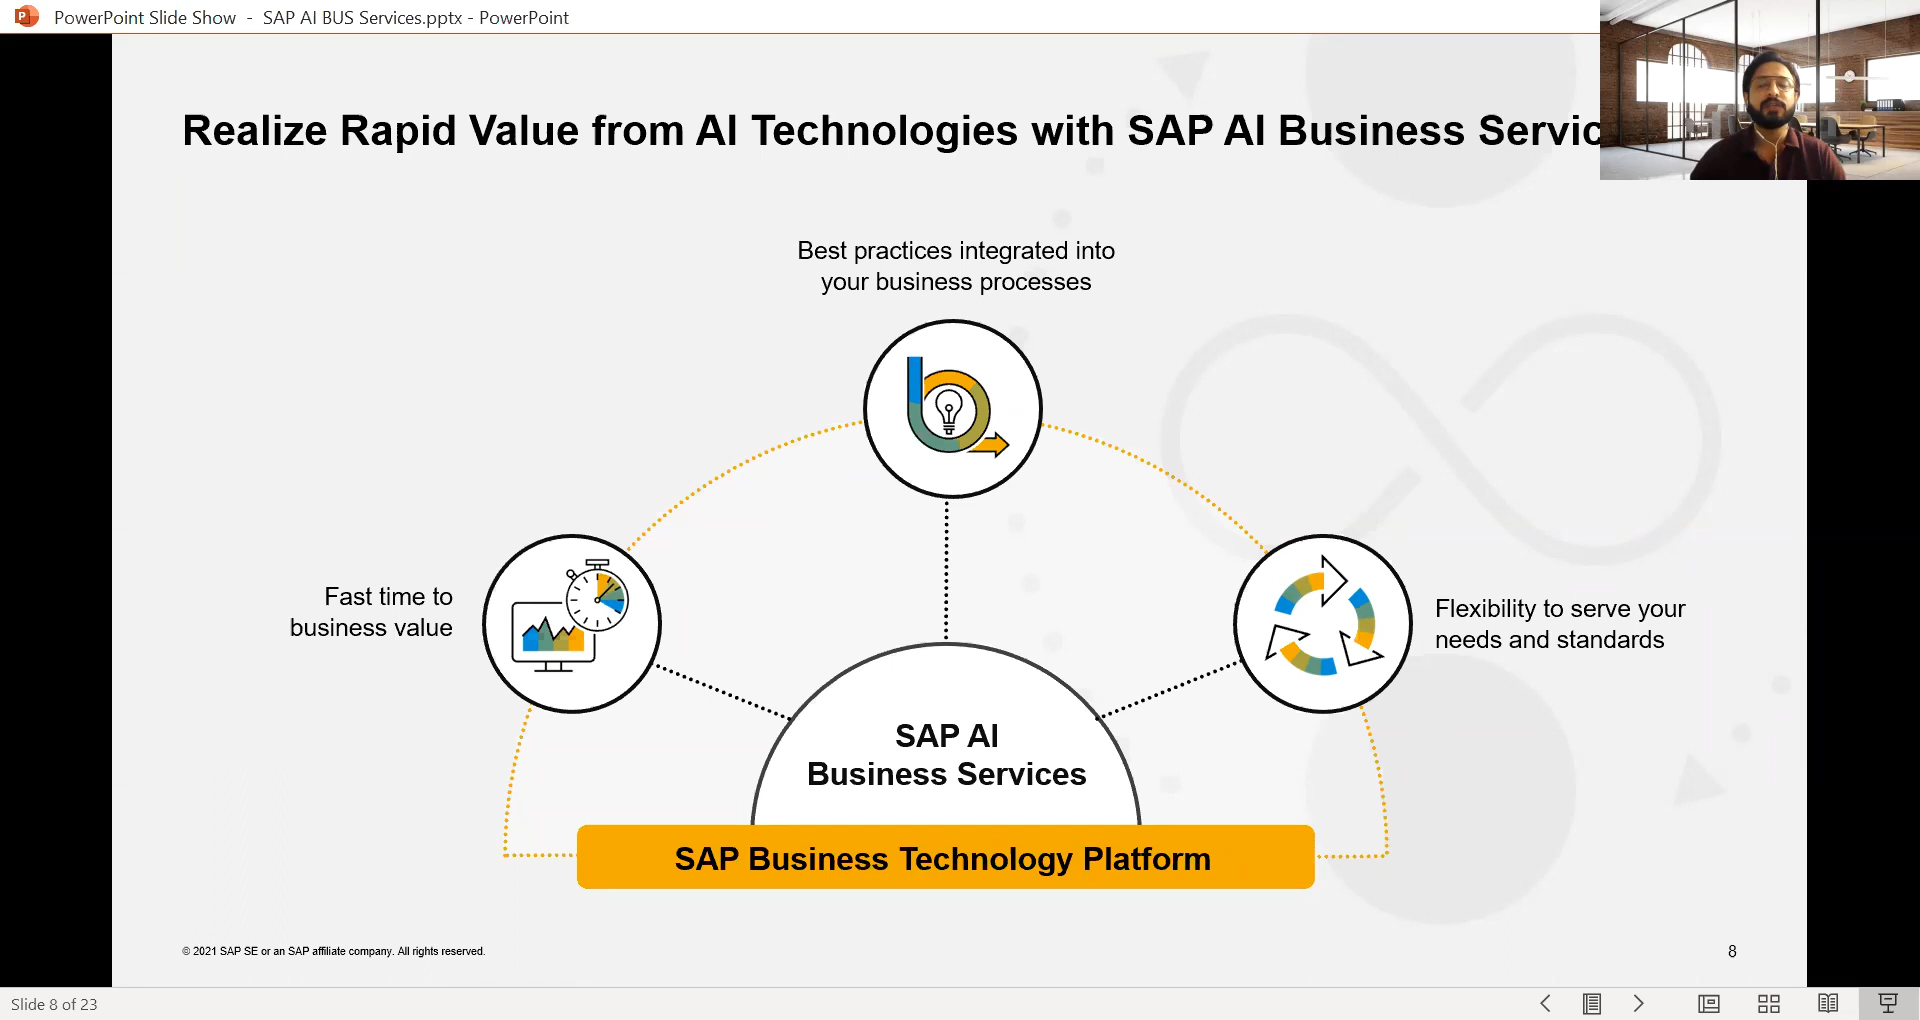 PowerPoint Slide Show - SAP AI BUS Services.pptx - PowerPoint
Realize Rapid Value from AI Technologies with SAP AI Business Servic
Best practices integrated into
your business processes
Fast time to
business value
Flexibility to serve your
needs and standards
SAP AI
Business Services
SAP Business Technology Platform
© 2021 SAP SE or an SAP affiliate company. All rights reserved.
8
Slide 8 of 23